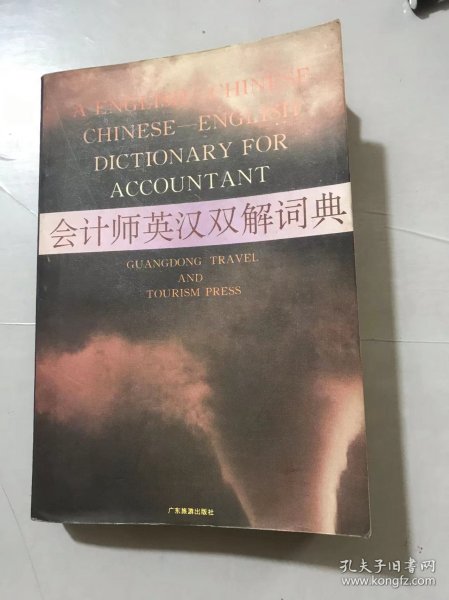 A ENGLISH—CHINESE
CHINESE—ENGLISH
DICTIONARY FOR
ACCOUNTANT
会计师英汉双解词典
GUANGDONG TRAVEL
AND
TOURISM PRESS
广东旅游出版社
孔夫子旧书网
www.kongfz.com